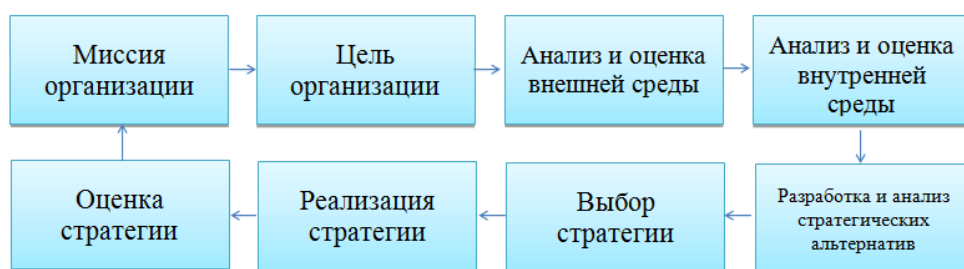 Миссия
организации
Цель
организации
Анализ и оценка
внешней среды
Анализ и оценка
внутренней
среды
Оценка
стратегии
Реализация
стратегии
Выбор
стратегии
Разработка и анализ
стратегических
альтернатив